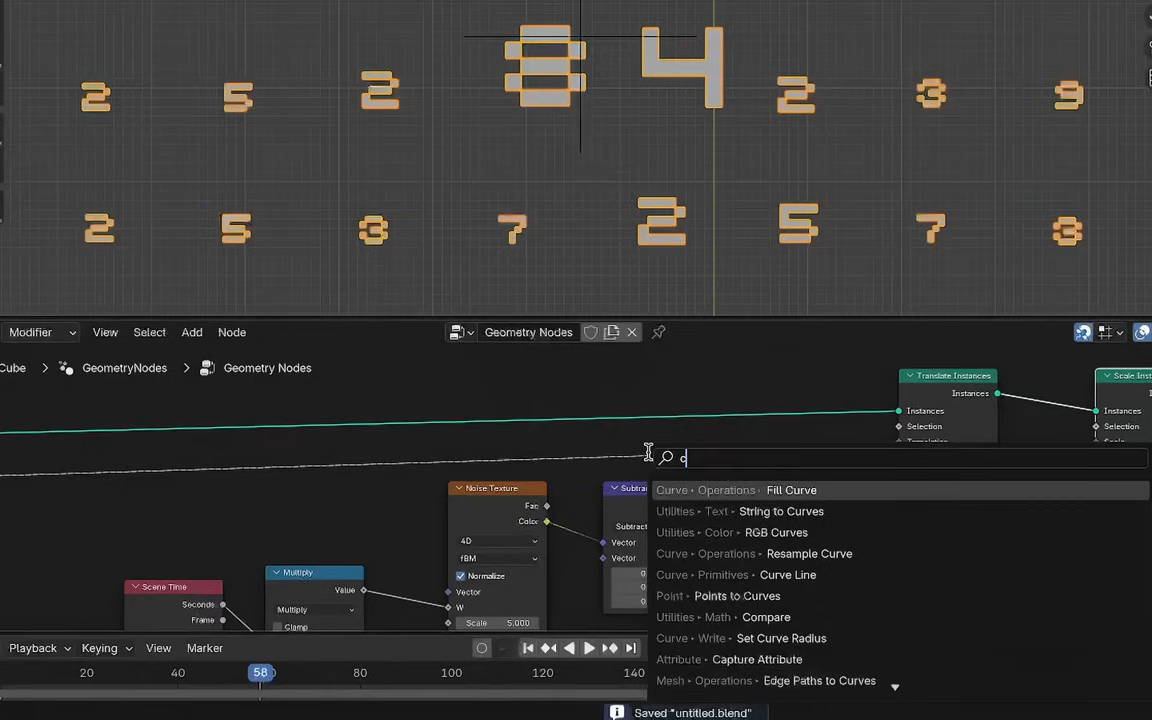 2 5 2 8 4 2 3 9
2 5 3 7 2 5 7 3
Modifier View Select Add Node Geometry Nodes
Cube GeometryNodes Geometry Nodes
Translate Instances
Instances
Instances
Selection
Instances
Selection
c
Curve Operations Fill Curve
Utilities Text String to Curves
Utilities Color RGB Curves
Curve Operations Resample Curve
Curve Primitives Curve Line
Point Points to Curves
Utilities Math Compare
Curve Write Set Curve Radius
Attribute Capture Attribute
Mesh Operations Edge Paths to Curves
Noise Texture
Fac
Color
4D
fBM
Normalize
Vector
W
Scale 5.000
Vector
Vector
Multiply
Value
Multiply
Clamp
Scene Time
Seconds
Frame
Playback Keying View Marker
20 40 58 80 100 120 140
Saved "untitled.blend"